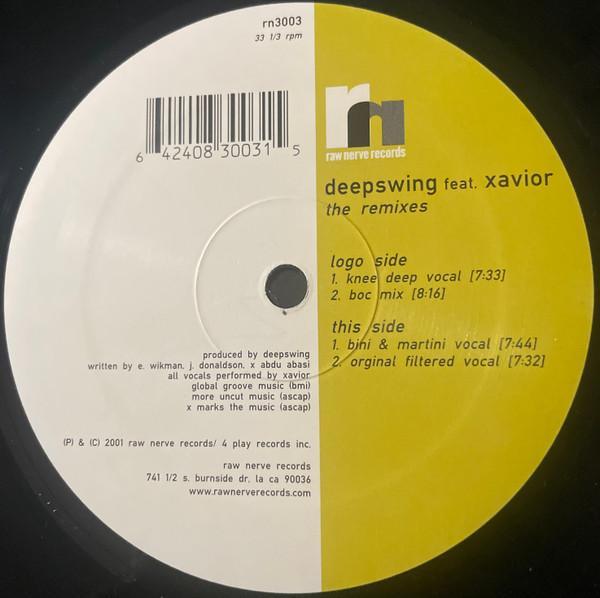 rn3003
33 1/3 rpm
6 42408 30031 5
rn
raw nerve records
deepswing feat. xavior
the remixes
logo side
1. knee deep vocal [7:33]
2. boc mix [8:16]
this side
1. bini & martini vocal [7:44]
2. orginal filtered vocal [7:32]
produced by deepswing
written by e. wikman, j. donaldson, x abdu abasi
all vocals performed by xavior
global groove music (bmi)
more uncut music (ascap)
x marks the music (ascap)
(P) & (C) 2001 raw nerve records/ 4 play records inc.
raw nerve records
741 1/2 s. burnside dr. la ca 90036
www.rawnerverecords.com